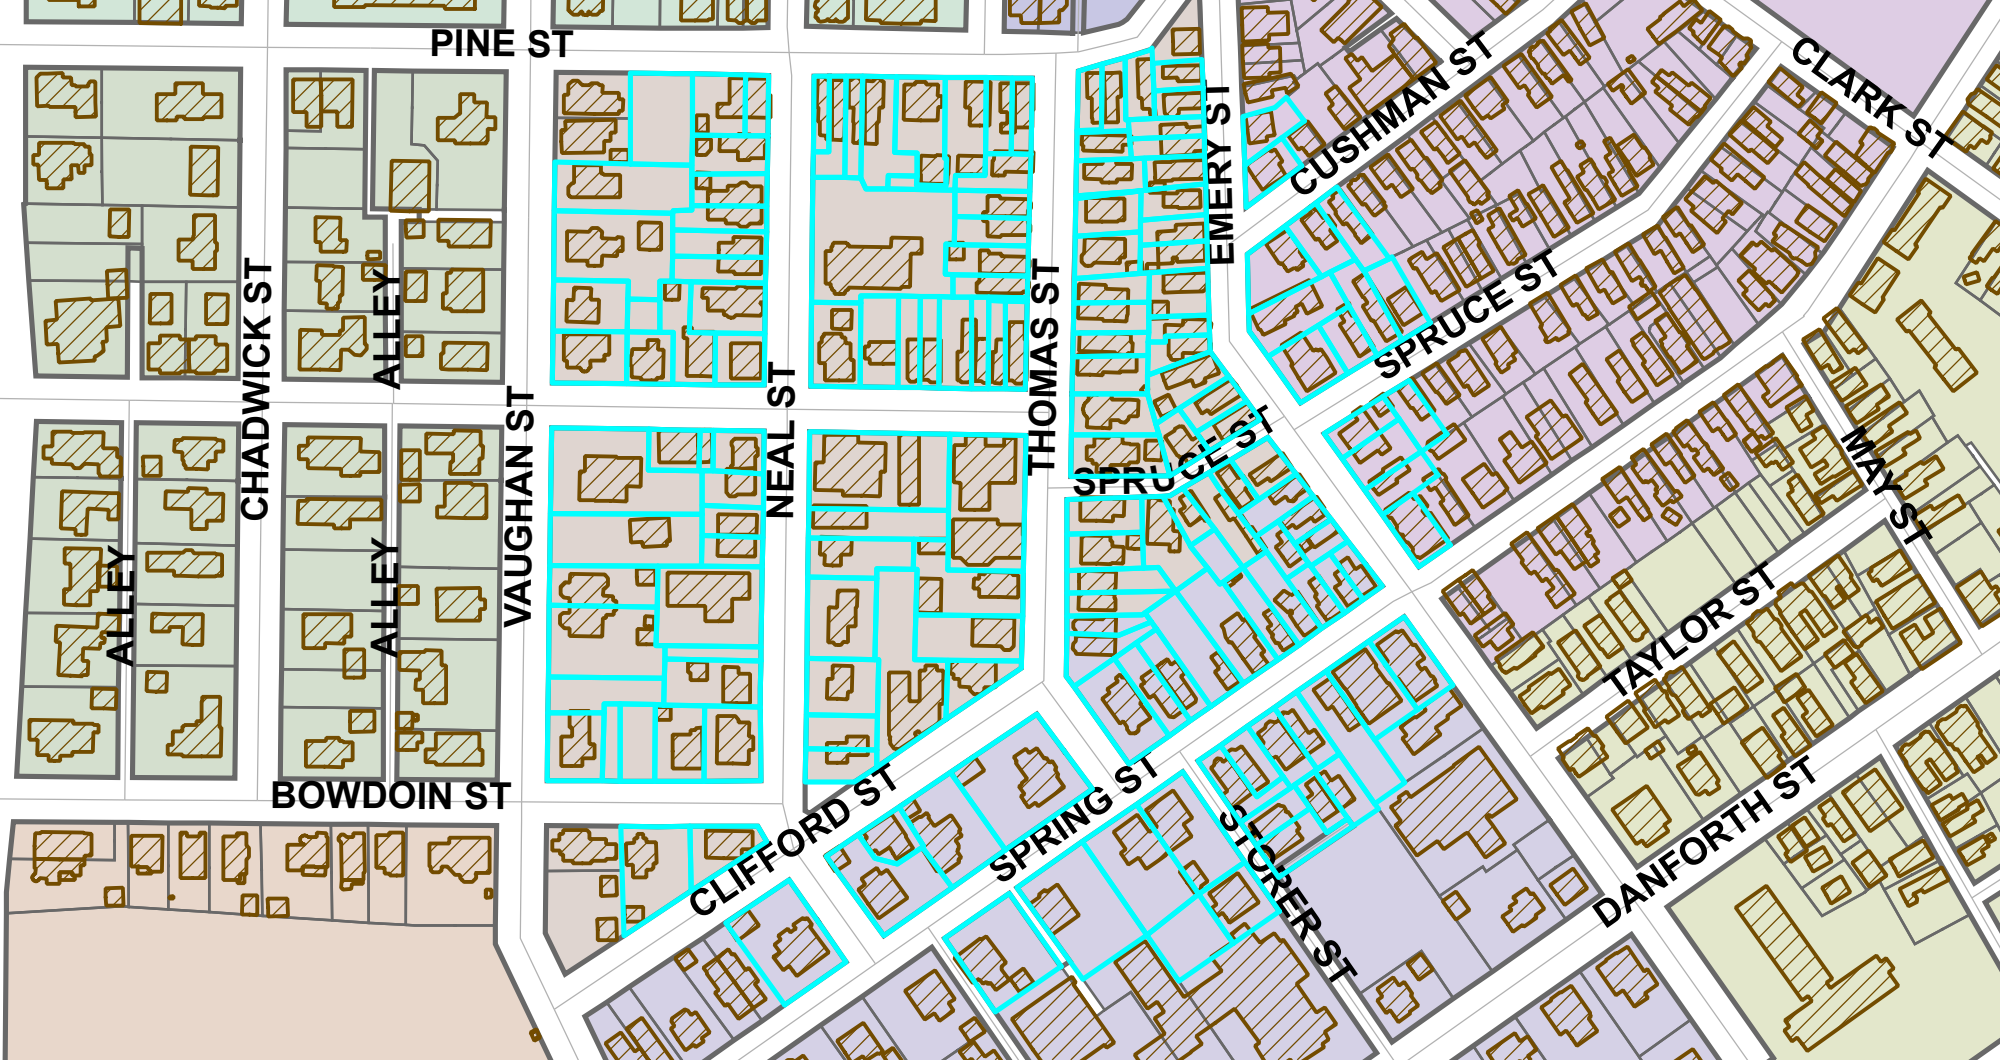 PINE ST
CUSHMAN ST
CLARK ST
EMERY ST
CHADWICK ST
ALLEY
THOMAS ST
SPRUCE ST
VAUGHAN ST
NEAL ST
SPRUCE ST
MAY ST
ALLEY
ALLEY
TAYLOR ST
BOWDOIN ST
CLIFFORD ST
SPRING ST
STORER ST
DANFORTH ST